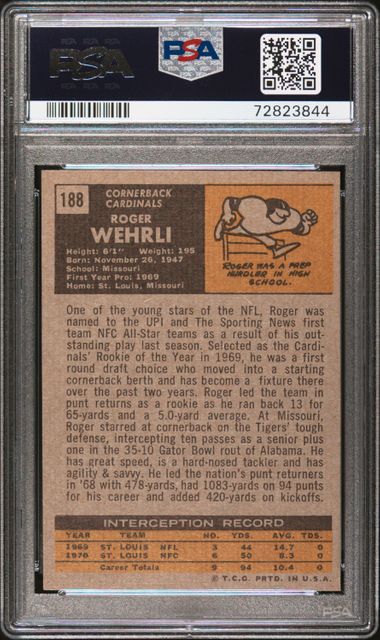 PSA
PSA
72823844
188
CORNERBACK
CARDINALS
ROGER
WEHRLI
Height: 6'1" Weight: 195
Born: November 26, 1947
School: Missouri
First Year Pro: 1969
Home: St. Louis, Missouri
ROGER WAS A PREP
HURDLER IN HIGH
SCHOOL.
One of the young stars of the NFL, Roger was
named to the UPI and The Sporting News first
team NFC All-Star teams as a result of his out-
standing play last season. Selected as the Cardi-
nals' Rookie of the Year in 1969, he was a first
round draft choice who moved into a starting
cornerback berth and has become a fixture there
over the past two years. Roger led the team in
punt returns as a rookie as he ran back 13 for
65-yards and a 5.0-yard average. At Missouri,
Roger starred at cornerback on the Tigers' tough
defense, intercepting ten passes as a senior plus
one in the 35-10 Gator Bowl rout of Alabama. He
has great speed, is a hard-nosed tackler and has
agility & savvy. He led the nation's punt returners
in '68 with 478-yards, had 1083-yards on 94 punts
for his career and added 420-yards on kickoffs.
INTERCEPTION RECORD
YEAR TEAM NO. YDS. AVG. TDS.
1969 ST. LOUIS NFL 3 44 14.7 0
1970 ST. LOUIS NFC 6 50 8.3 0
Career Totals 9 94 10.4 0
© T.C.G. PRTD. IN U.S.A.
PSA